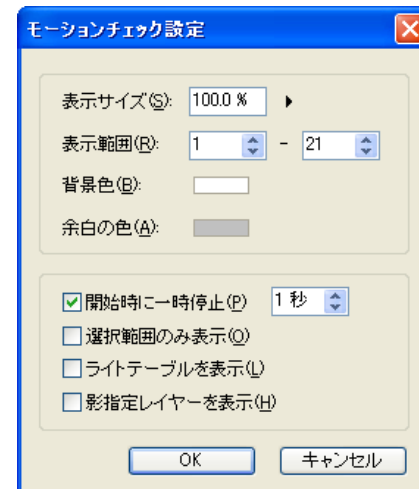 モーションチェック設定
表示サイズ(S): 100.0 %
表示範囲(R): 1 - 21
背景色(B):
余白の色(A):
開始時に一時停止(P) 1 秒
選択範囲のみ表示(O)
ライトテーブルを表示(L)
影指定レイヤーを表示(H)
OK キャンセル